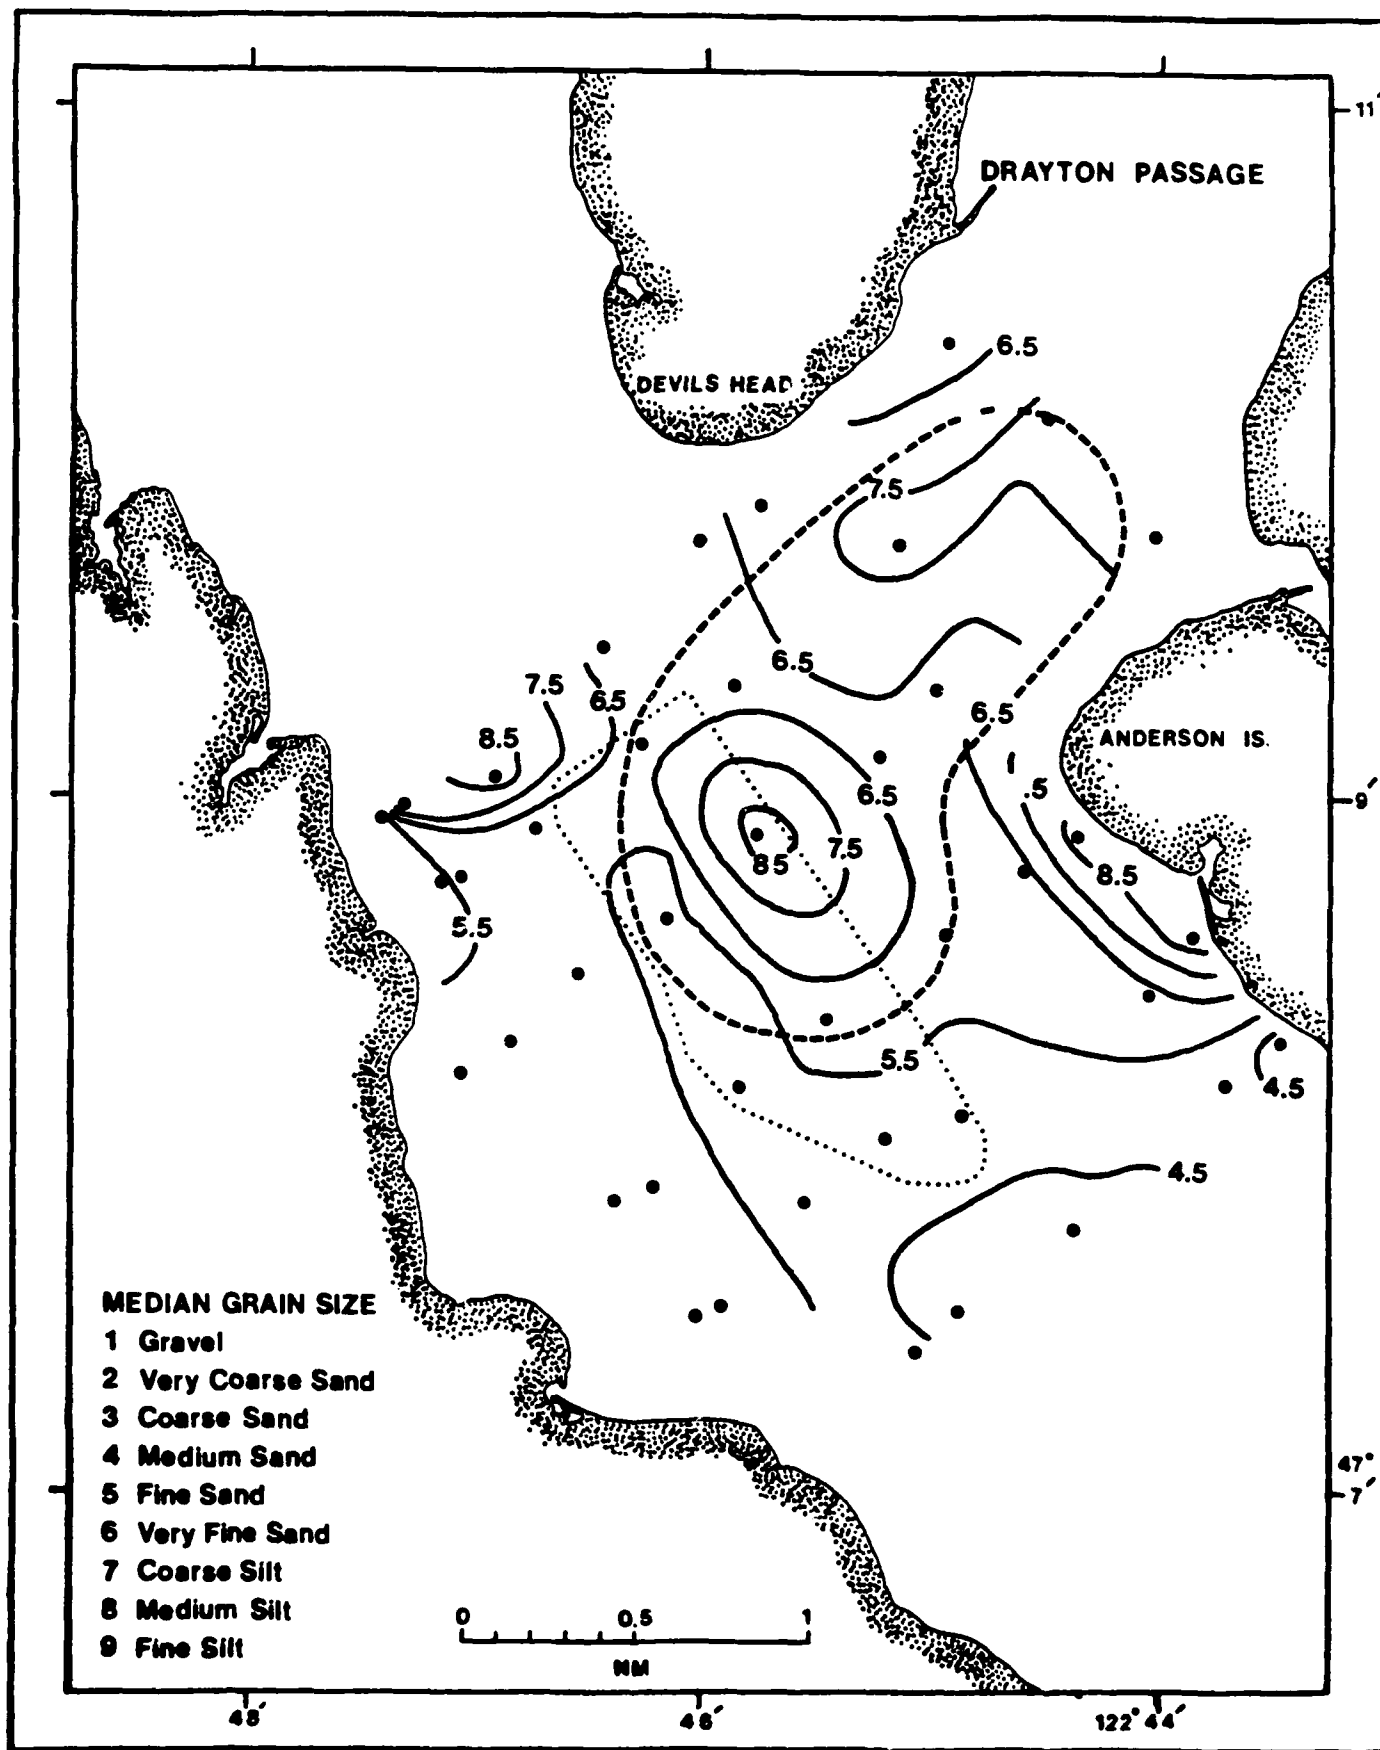 11′
DRAYTON PASSAGE
6.5
DEVILS HEAD
7.5
6.5
7.5
6.5
6.5
8.5
ANDERSON IS.
9′
.5
6.5
7.5
8.5
8.5
5.5
5.5
4.5
4.5
MEDIAN GRAIN SIZE
1 Gravel
2 Very Coarse Sand
3 Coarse Sand
4 Medium Sand
5 Fine Sand
6 Very Fine Sand
7 Coarse Silt
8 Medium Silt
9 Fine Silt
47°
7′
0 0.5 1
NM
48′ 46′ 122° 44′